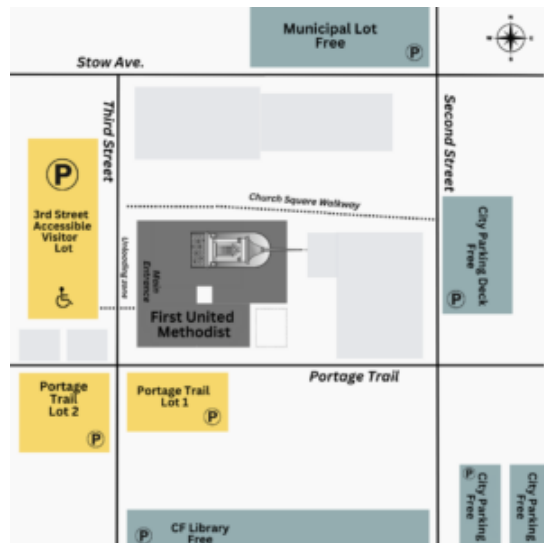 Municipal Lot
Free
P
N
W
E
S
Stow Ave.
Third Street
Second Street
P
3rd Street
Accessible
Visitor
Lot
Church Square Walkway
Unloading zone
Main
Entrance
First United
Methodist
City Parking Deck
Free
P
Portage Trail
Portage
Trail
Lot 2
P
Portage Trail
Lot 1
P
P
City Parking
Free
City Parking
Free
P
CF Library
Free